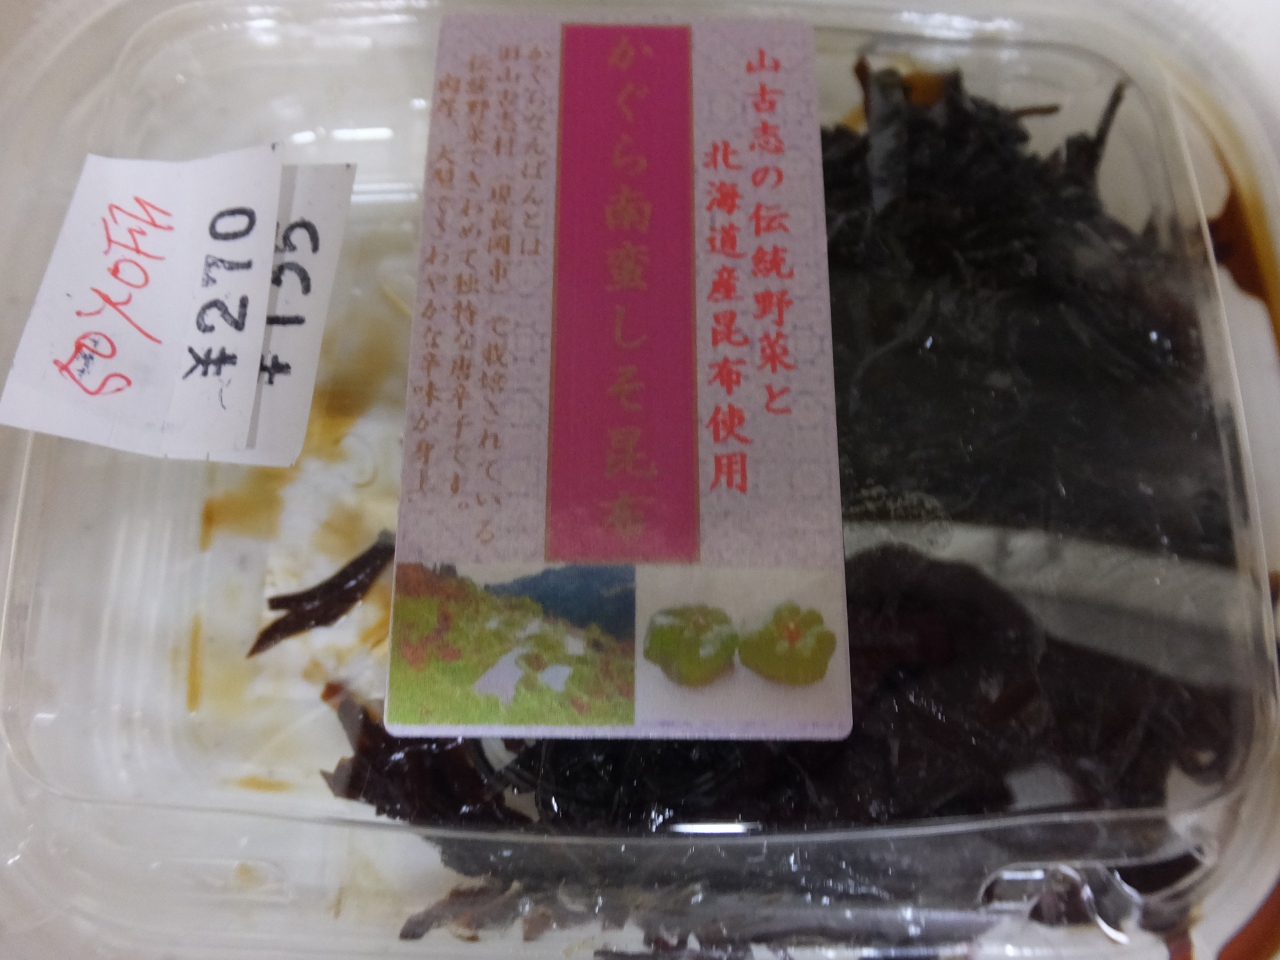 山古志の伝統野菜と
北海道産昆布使用
かぐら南蛮しそ昆布
かぐらなんばんとは
旧山古志村（現長岡市）で栽培されている
伝統野菜できわめて独特な唐辛子です。
肉厚、大型でさわやかな辛味が身上
50%OFF
¥270
¥135